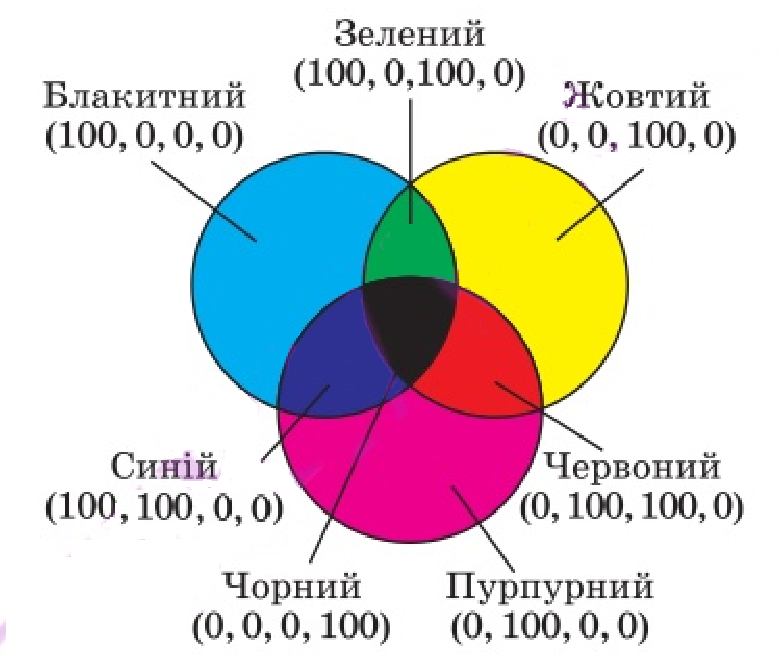 Зелений
(100, 0,100, 0)
Блакитний
(100, 0, 0, 0)
Жовтий
(0, 0, 100, 0)
Синій
(100, 100, 0, 0)
Червоний
(0, 100, 100, 0)
Чорний
(0, 0, 0, 100)
Пурпурний
(0, 100, 0, 0)